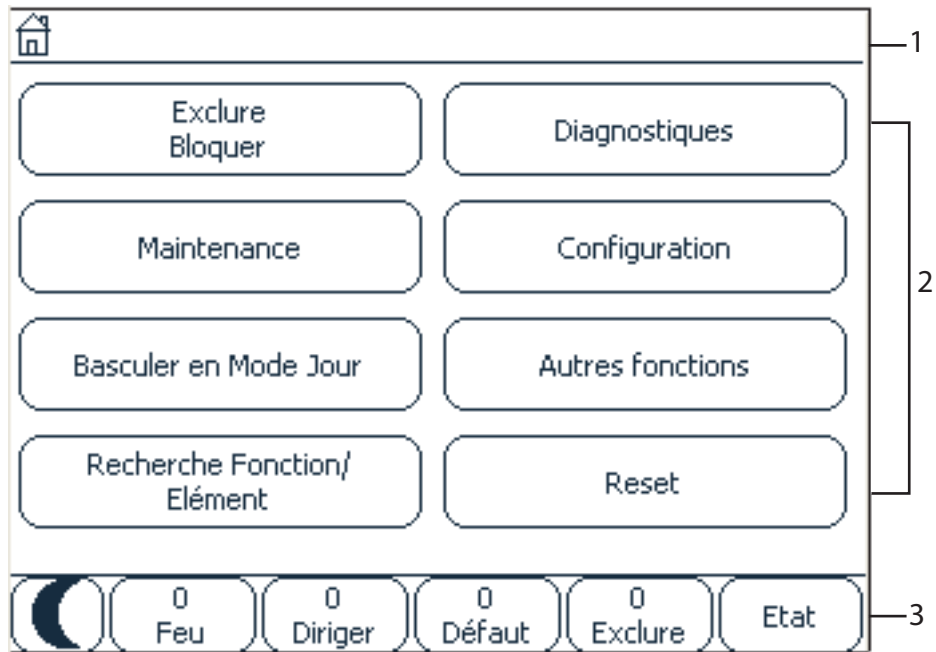 1
Exclure
Bloquer
Diagnostiques
Maintenance
Configuration
2
Basculer en Mode Jour
Autres fonctions
Recherche Fonction/
Elément
Reset
0
Feu
0
Diriger
0
Défaut
0
Exclure
Etat
3